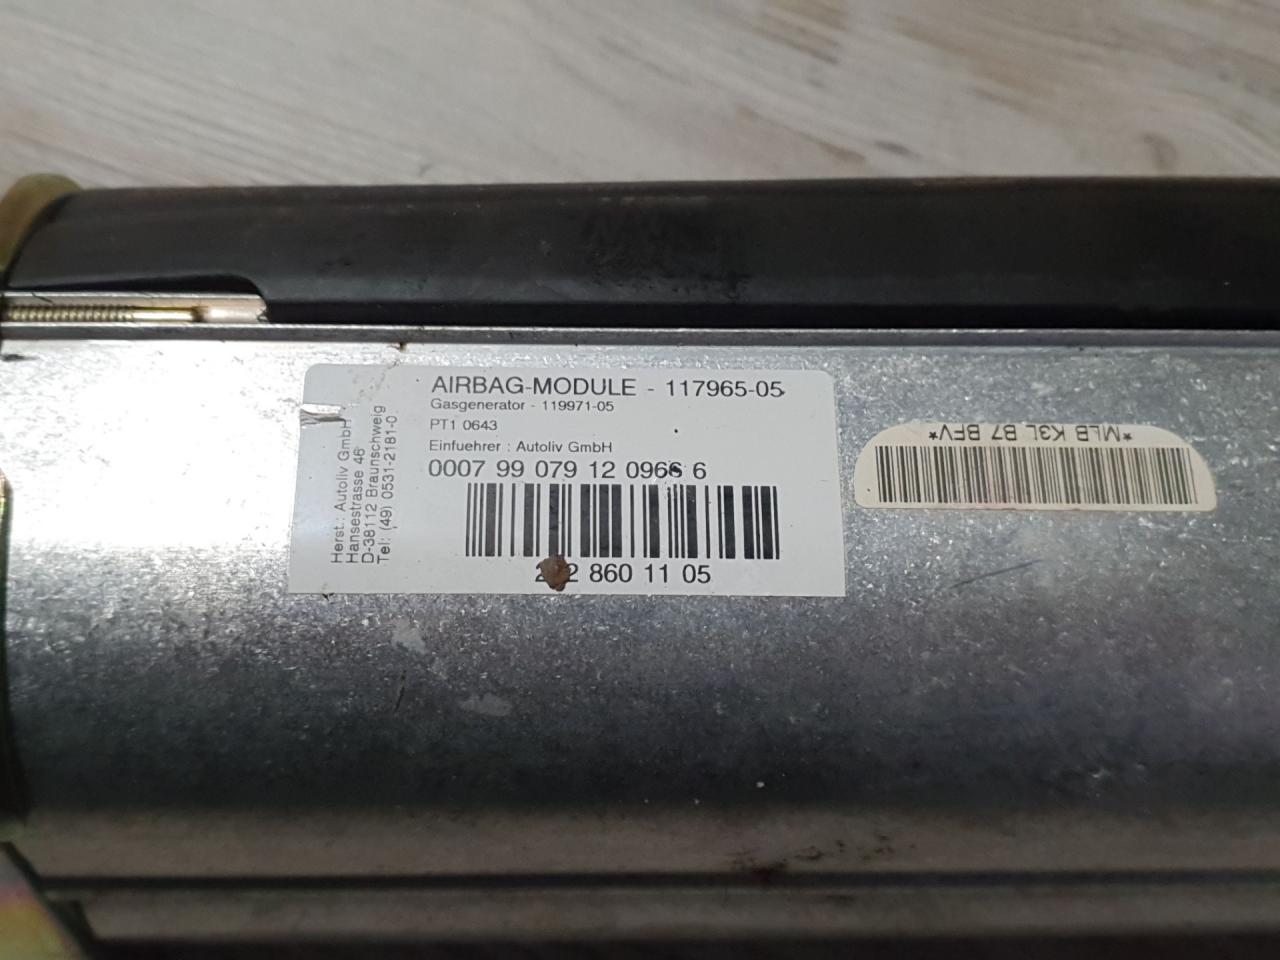 AIRBAG-MODULE - 117965-05
Gasgenerator - 119971-05
PT1 0643
Einfuehrer : Autoliv GmbH
0007 99 079 12 0966 6
860 11 05
Herst.: Autoliv GmbH
Hansestrasse 46
D-38112 Braunschweig
Tel: (49) 0531-2181-0
*MLB K3L B7 BFV*